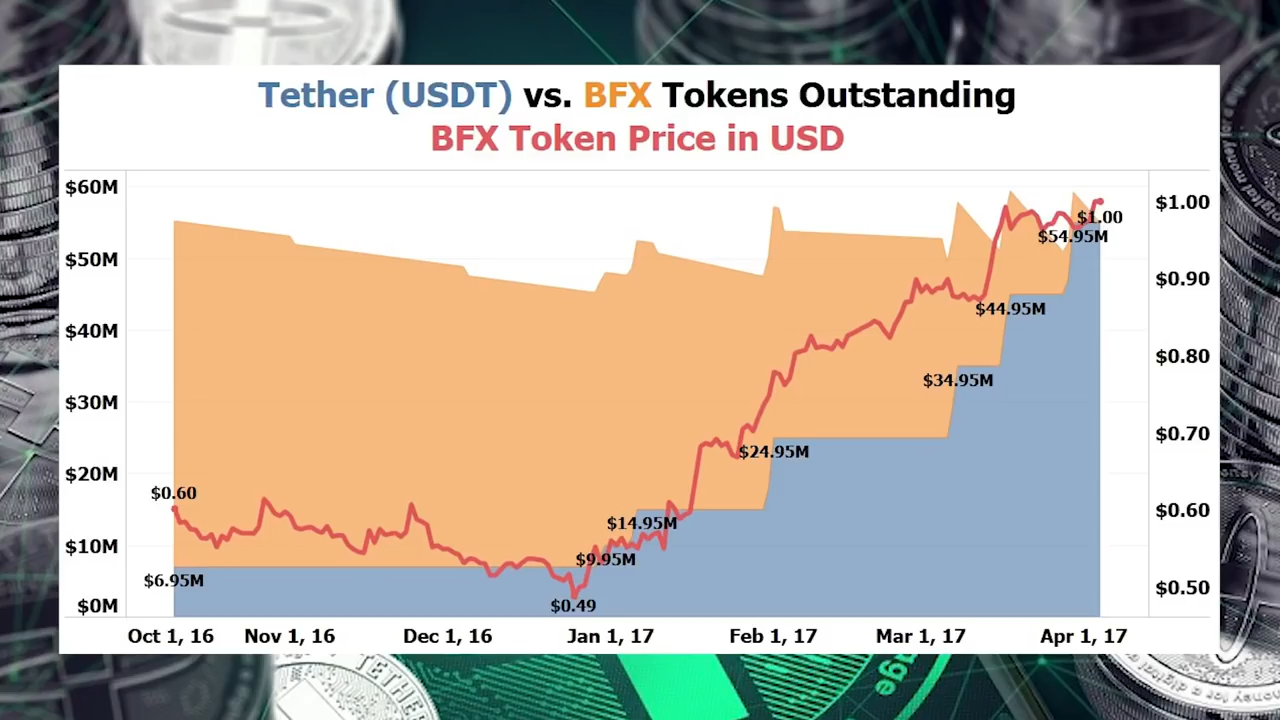 Tether (USDT) vs. BFX Tokens Outstanding
BFX Token Price in USD
$60M
$50M
$40M
$30M
$20M
$10M
$0M
$1.00
$0.90
$0.80
$0.70
$0.60
$0.50
$0.60
$6.95M
$0.49
$9.95M
$14.95M
$24.95M
$34.95M
$44.95M
$54.95M
$1.00
Oct 1, 16
Nov 1, 16
Dec 1, 16
Jan 1, 17
Feb 1, 17
Mar 1, 17
Apr 1, 17
TETHER